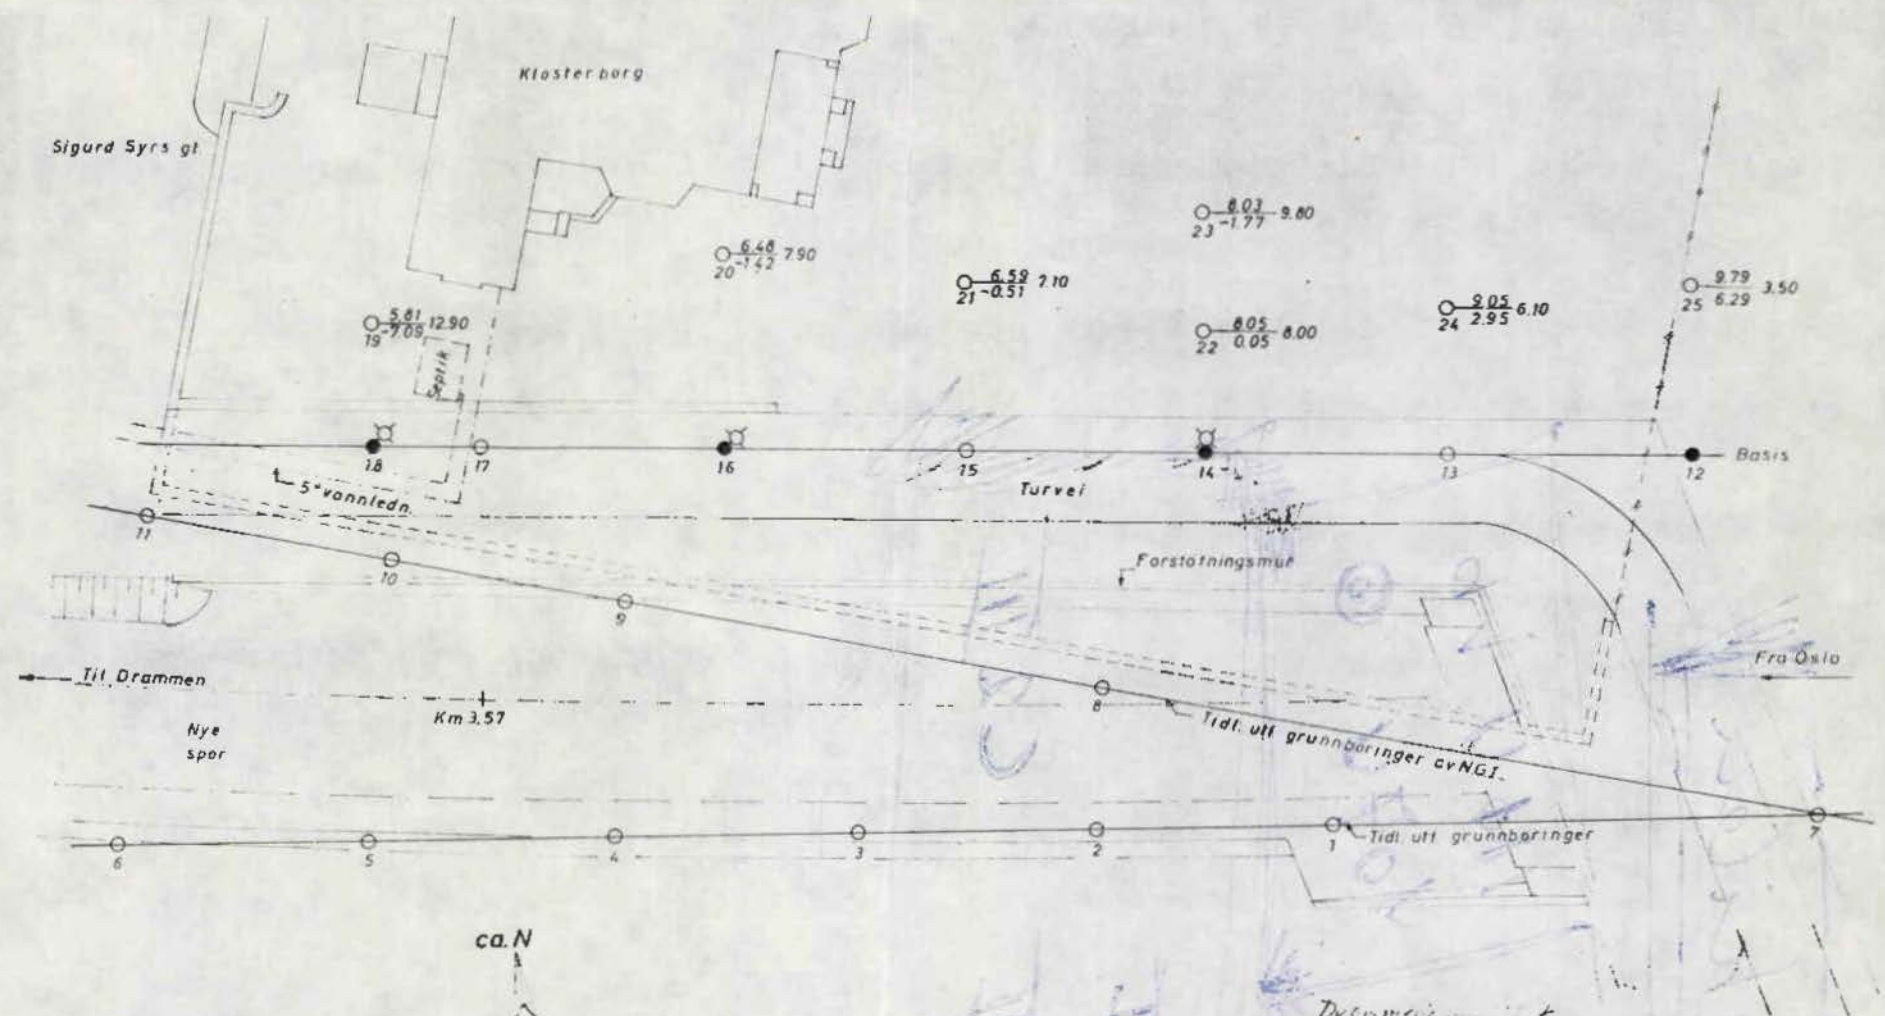 Klosterborg
Sigurd Syrs gt
8.03
23 -1.77 9.80
6.48
20 -1.42 7.90
6.59
21 -0.51 7.10
9.79
25 6.29 3.50
9.05
24 2.95 6.10
5.81
19 -7.09 12.90
8.05
22 0.05 8.00
Septik
18 17 16 15 14 13 12 Basis
5" vannledn.
Turvei
11
10
Forstøtningsmur
9
Til Drammen
Fra Oslo
Km 3,57
8
Nye
spor
Tidl. utf grunnboringer av NGI.
6 5 4 3 2 1 7
Tidl. utf grunnboringer
ca. N